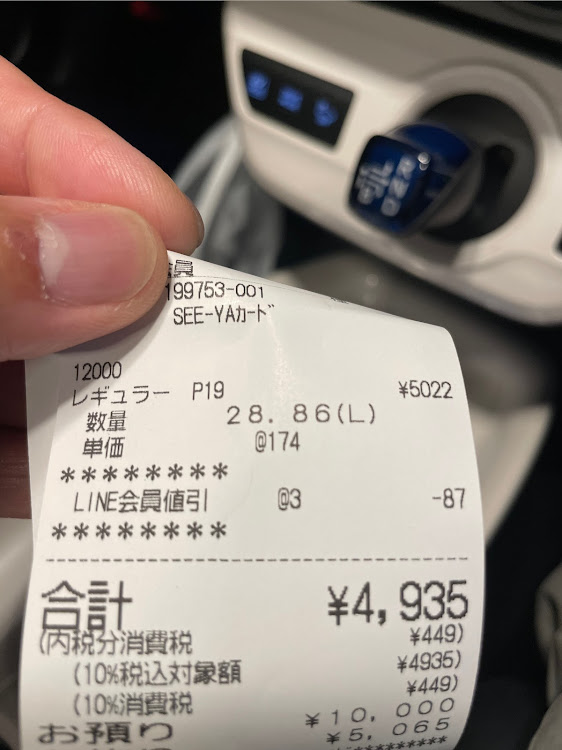 員
199753-001
SEE-YAカード
12000
レギュラー P19 ¥5022
数量 28.86(L)
単価 @174
********
LINE会員値引 @3 -87
********
合計 ¥4,935
(内税分消費税 ¥449)
(10%税込対象額 ¥4935)
(10%消費税 ¥449)
お預り ¥10,000
¥5,065